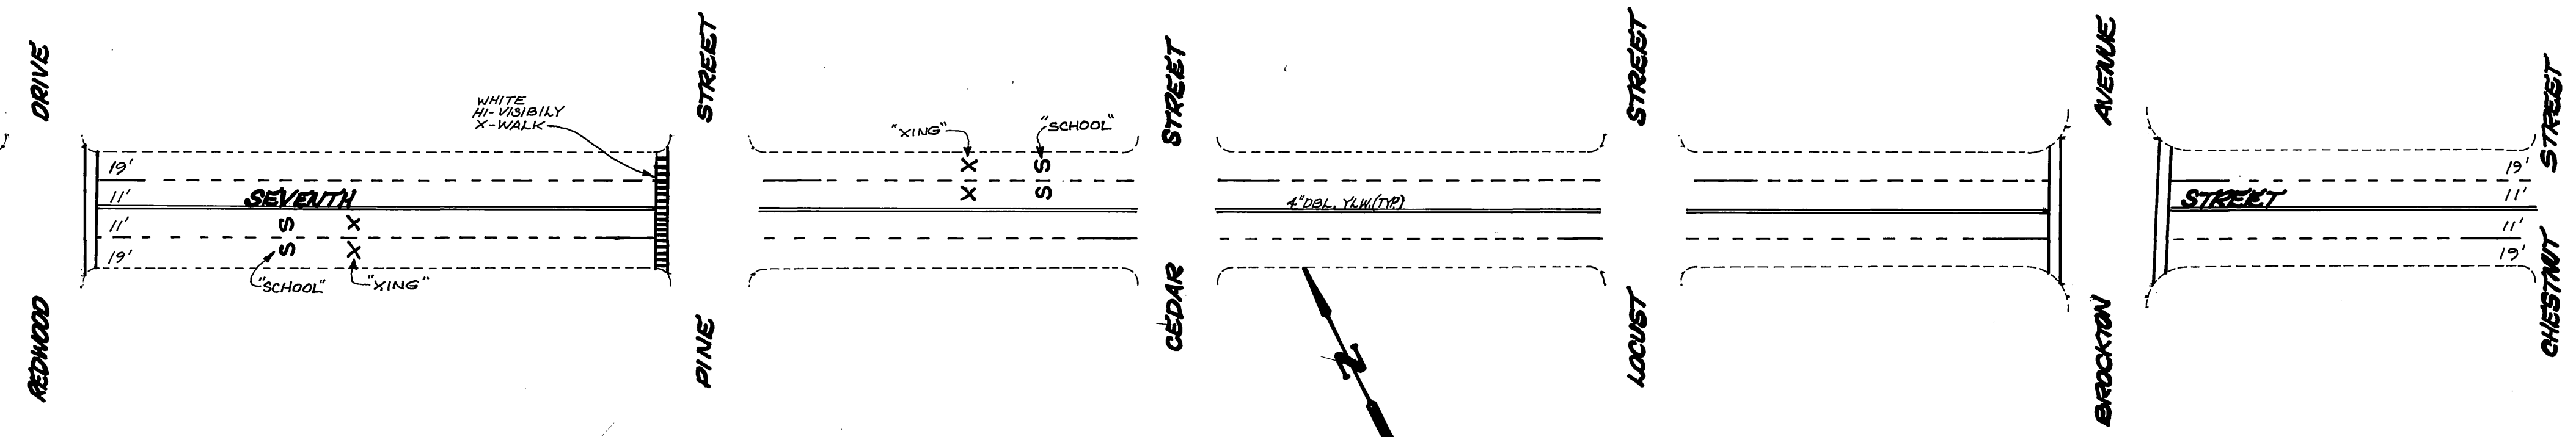 REDWOOD DRIVE
19'
11'
SEVENTH
11'
19'
S
S
X
X
"SCHOOL"
"XING"
WHITE
HI-VISIBILY
X-WALK
PINE STREET
"XING"
"SCHOOL"
X
S
X
S
CEDAR STREET
4" DBL. YLW. (TYP.)
N
LOCUST STREET
BROCKTON AVENUE
STREET
19'
11'
11'
19'
CHESTNUT STREET